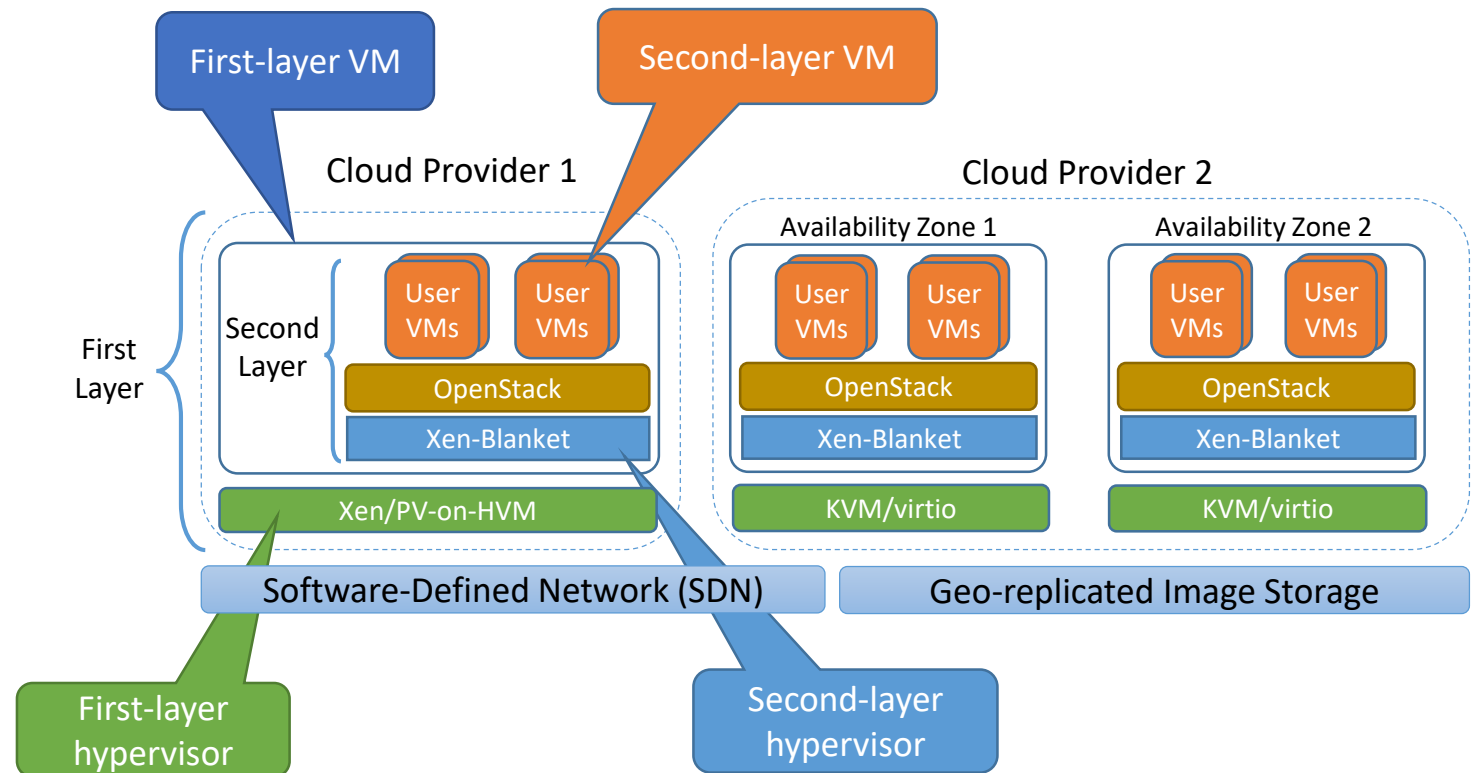 First-layer VM
Second-layer VM
Cloud Provider 1
Cloud Provider 2
Availability Zone 1
Availability Zone 2
First
Layer
Second
Layer
User
VMs
User
VMs
User
VMs
User
VMs
User
VMs
User
VMs
OpenStack
OpenStack
OpenStack
Xen-Blanket
Xen-Blanket
Xen-Blanket
Xen/PV-on-HVM
KVM/virtio
KVM/virtio
Software-Defined Network (SDN)
Geo-replicated Image Storage
First-layer
hypervisor
Second-layer
hypervisor